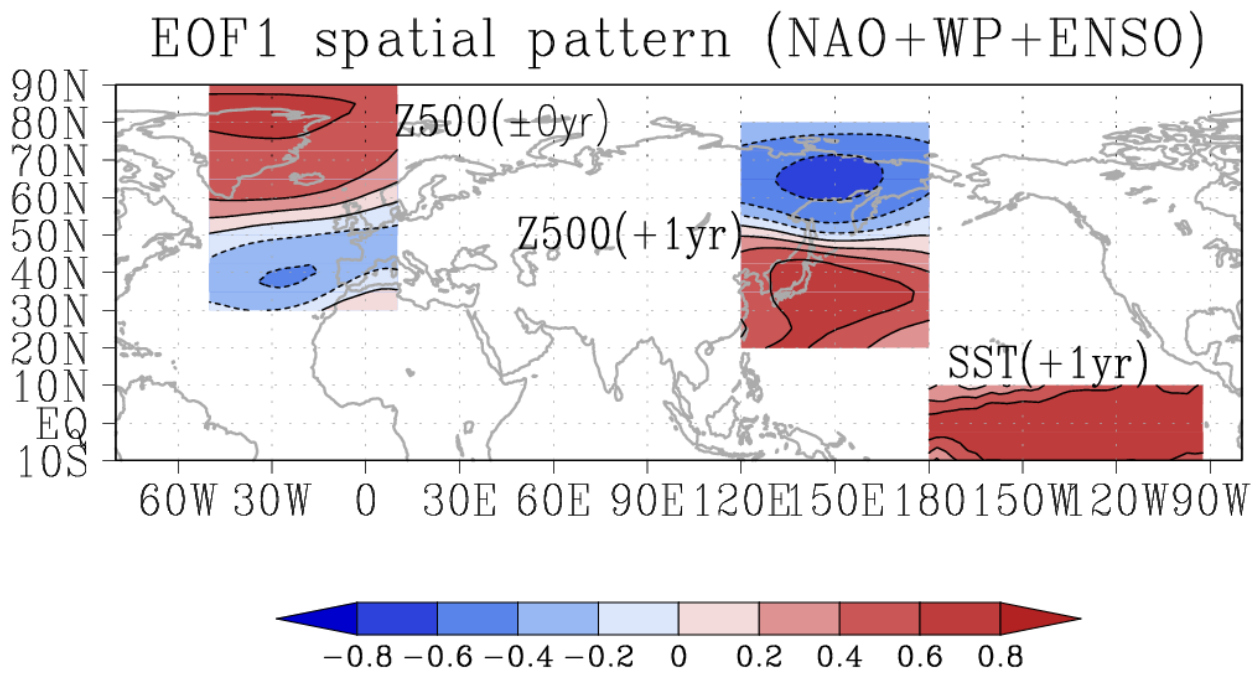 EOF1 spatial pattern (NAO+WP+ENSO)
90N
80N
70N
60N
50N
40N
30N
20N
10N
EQ
10S
Z500(±0yr)
Z500(+1yr)
SST(+1yr)
60W 30W 0 30E 60E 90E 120E 150E 180 150W 120W 90W
-0.8 -0.6 -0.4 -0.2 0 0.2 0.4 0.6 0.8